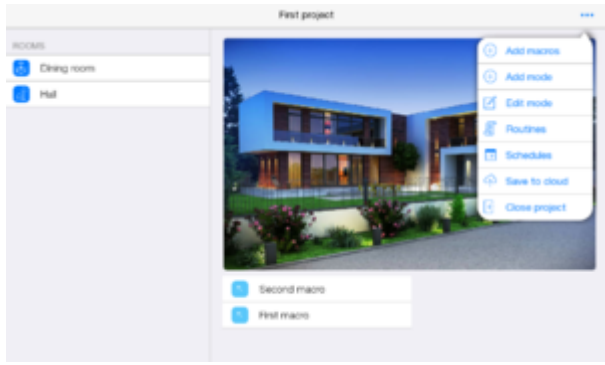 First project
ROOMS
Dining room
Hall
Add macros
Add mode
Edit mode
Routines
Schedules
Save to cloud
Close project
Second macro
First macro